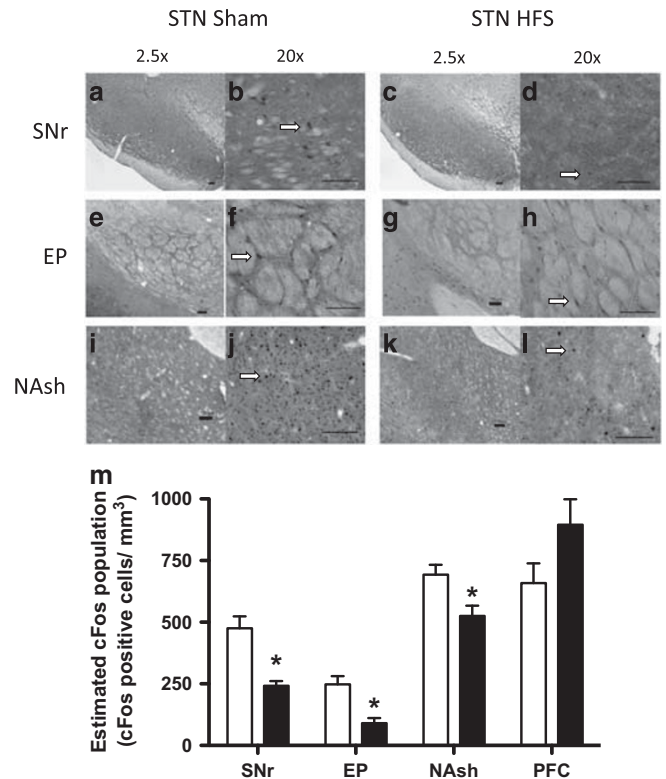 STN Sham STN HFS
2.5x 20x 2.5x 20x
SNr a b c d
EP e f g h
NAsh i j k l
m
Estimated cFos population
(cFos positive cells/ mm³)
1000
750
500
250
0
* * *
SNr EP NAsh PFC